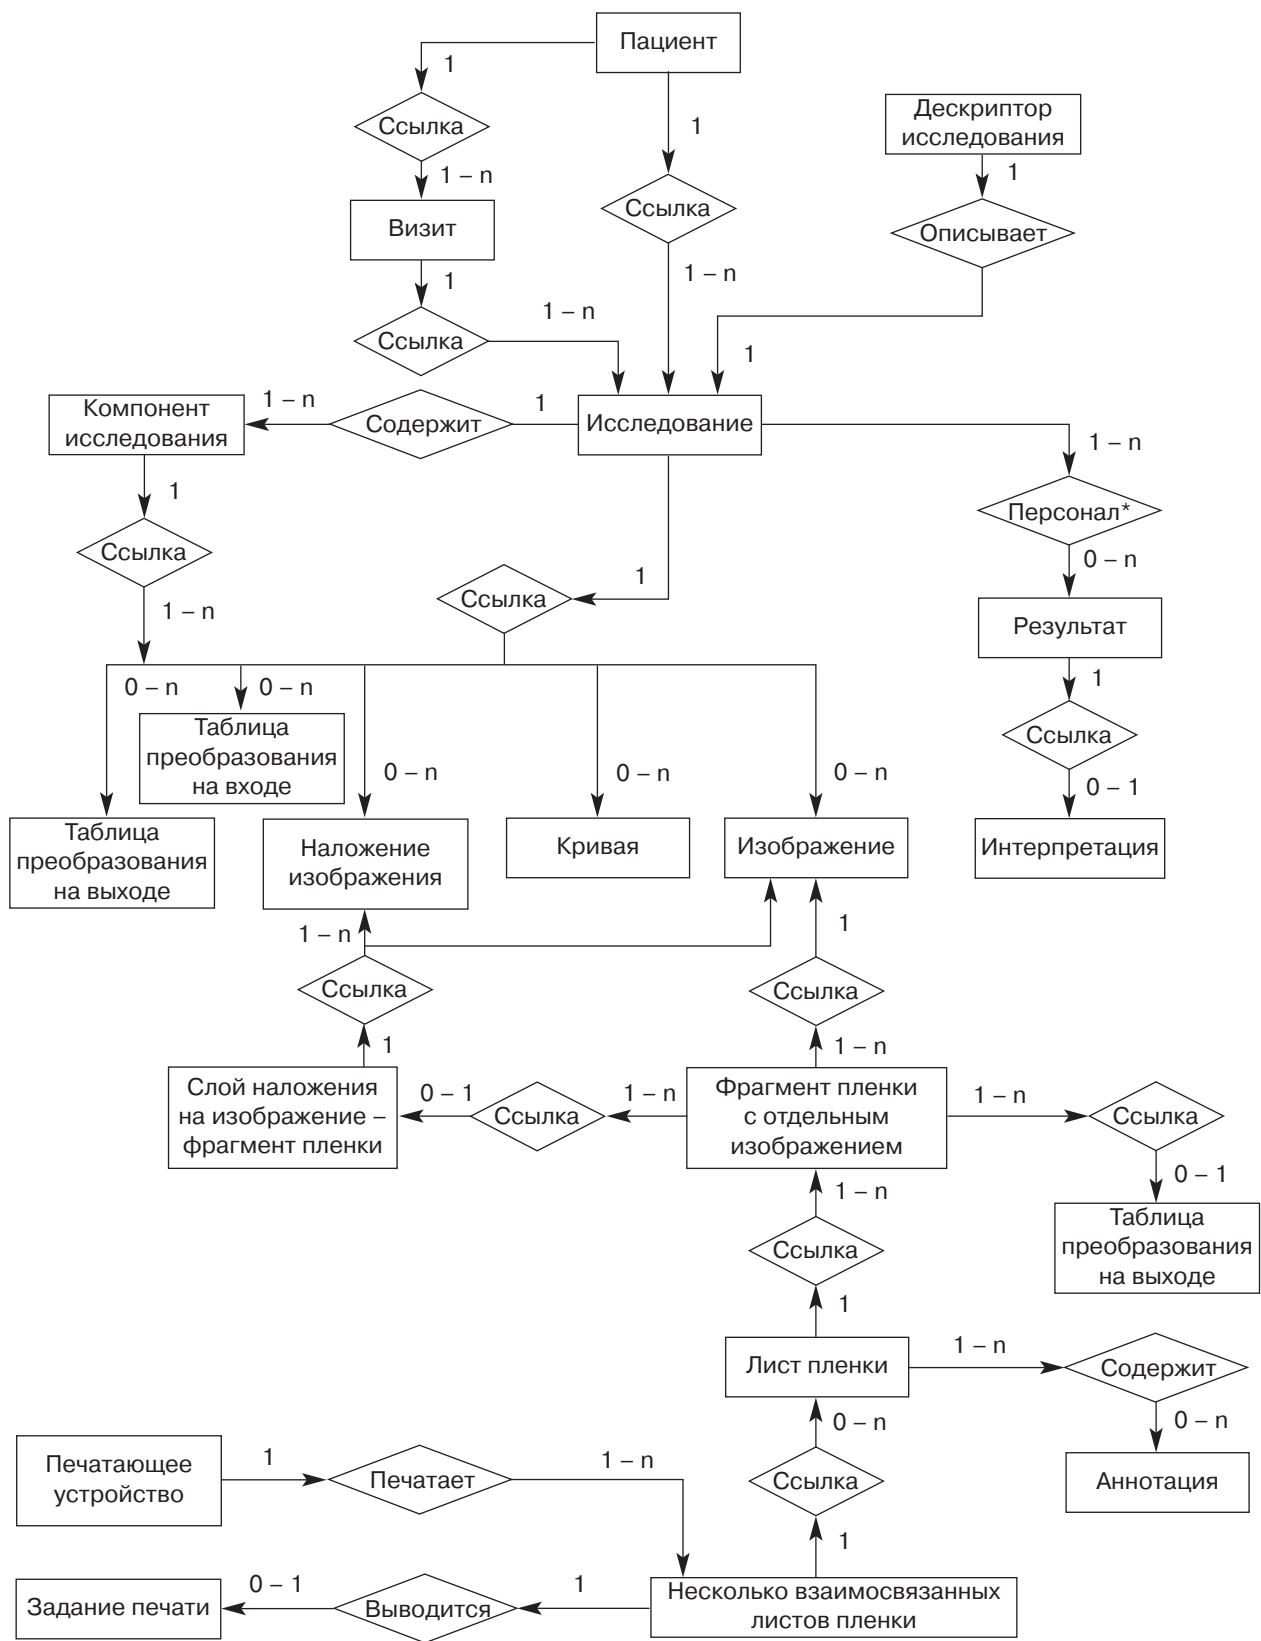 Пациент
1
Ссылка
1
Дескриптор
исследования
1 – n
1
Визит
Ссылка
Описывает
1
1 – n
1 – n
Ссылка
1
Компонент
исследования
1 – n
Содержит
1
Исследование
1 – n
1
Персонал*
Ссылка
0 – n
1
Ссылка
1 – n
Результат
1
0 – n
0 – n
Таблица
преобразования
на входе
Ссылка
0 – n
0 – n
0 – n
0 – 1
Таблица
преобразования
на выходе
Наложение
изображения
Кривая
Изображение
Интерпретация
1 – n
1
Ссылка
Ссылка
1
1 – n
Слой наложения
на изображение –
фрагмент пленки
0 – 1
Ссылка
1 – n
Фрагмент пленки
с отдельным
изображением
1 – n
Ссылка
0 – 1
1 – n
Таблица
преобразования
на выходе
Ссылка
1
Лист пленки
1 – n
Содержит
0 – n
0 – n
Аннотация
Печатающее
устройство
1
Печатает
1 – n
Ссылка
1
Задание печати
0 – 1
Выводится
1
Несколько взаимосвязанных
листов пленки